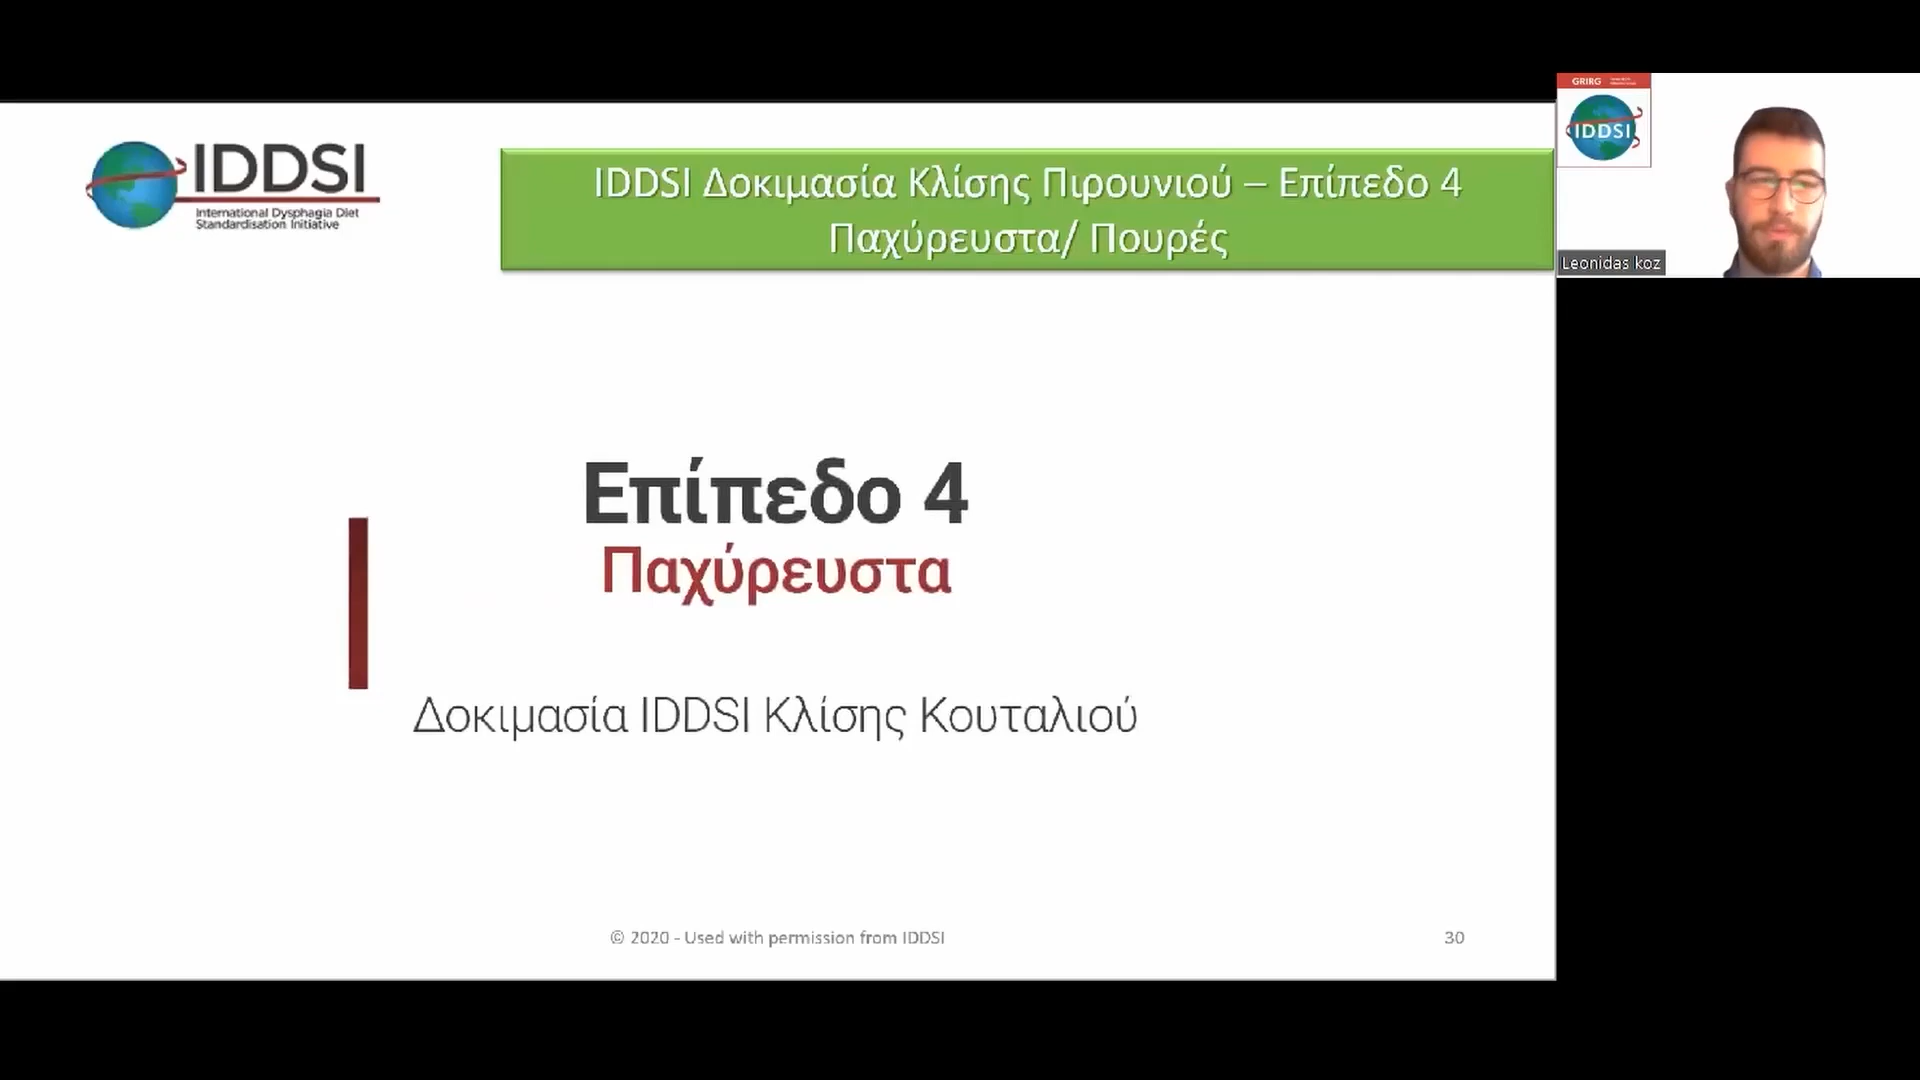 IDDSI
International Dysphagia Diet
Standardisation Initiative
IDDSI Δοκιμασία Κλίσης Πιρουνιού – Επίπεδο 4
Παχύρευστα/ Πουρές
Επίπεδο 4
Παχύρευστα
Δοκιμασία IDDSI Κλίσης Κουταλιού
© 2020 - Used with permission from IDDSI
30
GRIRG
IDDSI
Leonidas koz